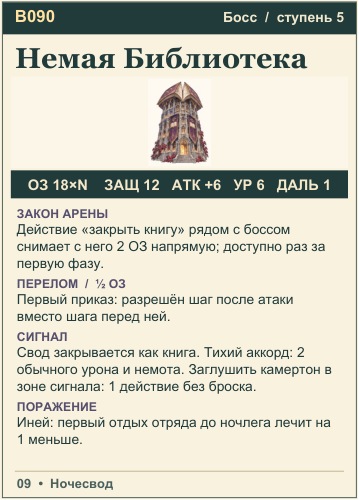 B090
Босс / ступень 5
Немая Библиотека
ОЗ 18×N ЗАЩ 12 АТК +6 УР 6 ДАЛЬ 1
ЗАКОН АРЕНЫ
Действие «закрыть книгу» рядом с боссом
снимает с него 2 ОЗ напрямую; доступно раз за
первую фазу.
ПЕРЕЛОМ / ½ ОЗ
Первый приказ: разрешён шаг после атаки
вместо шага перед ней.
СИГНАЛ
Свод закрывается как книга. Тихий аккорд: 2
обычного урона и немота. Заглушить камертон в
зоне сигнала: 1 действие без броска.
ПОРАЖЕНИЕ
Иней: первый отдых отряда до ночлега лечит на
1 меньше.
09 • Ночесвод